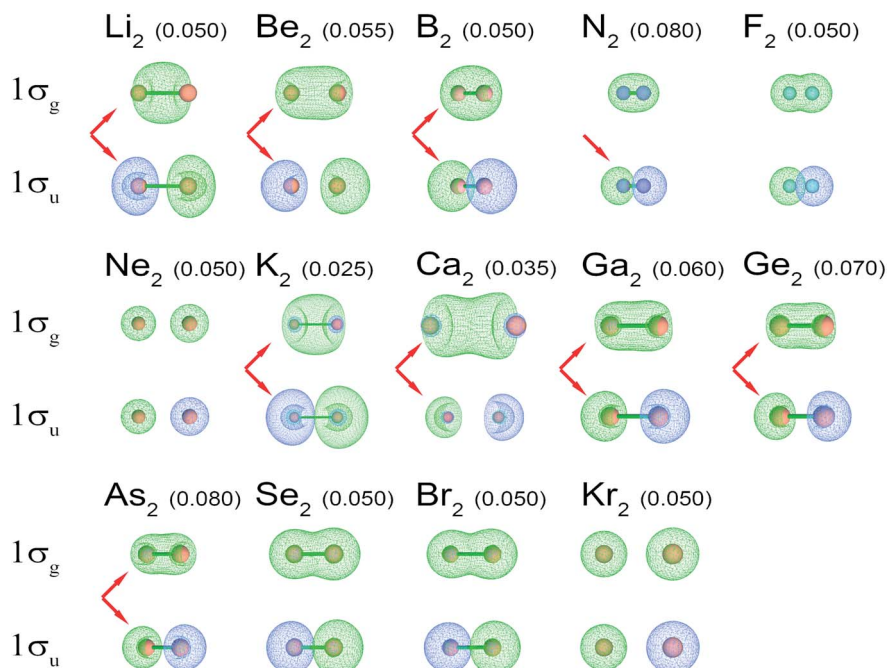 Li₂ (0.050) Be₂ (0.055) B₂ (0.050) N₂ (0.080) F₂ (0.050)
1σg
1σu
Ne₂ (0.050) K₂ (0.025) Ca₂ (0.035) Ga₂ (0.060) Ge₂ (0.070)
1σg
1σu
As₂ (0.080) Se₂ (0.050) Br₂ (0.050) Kr₂ (0.050)
1σg
1σu